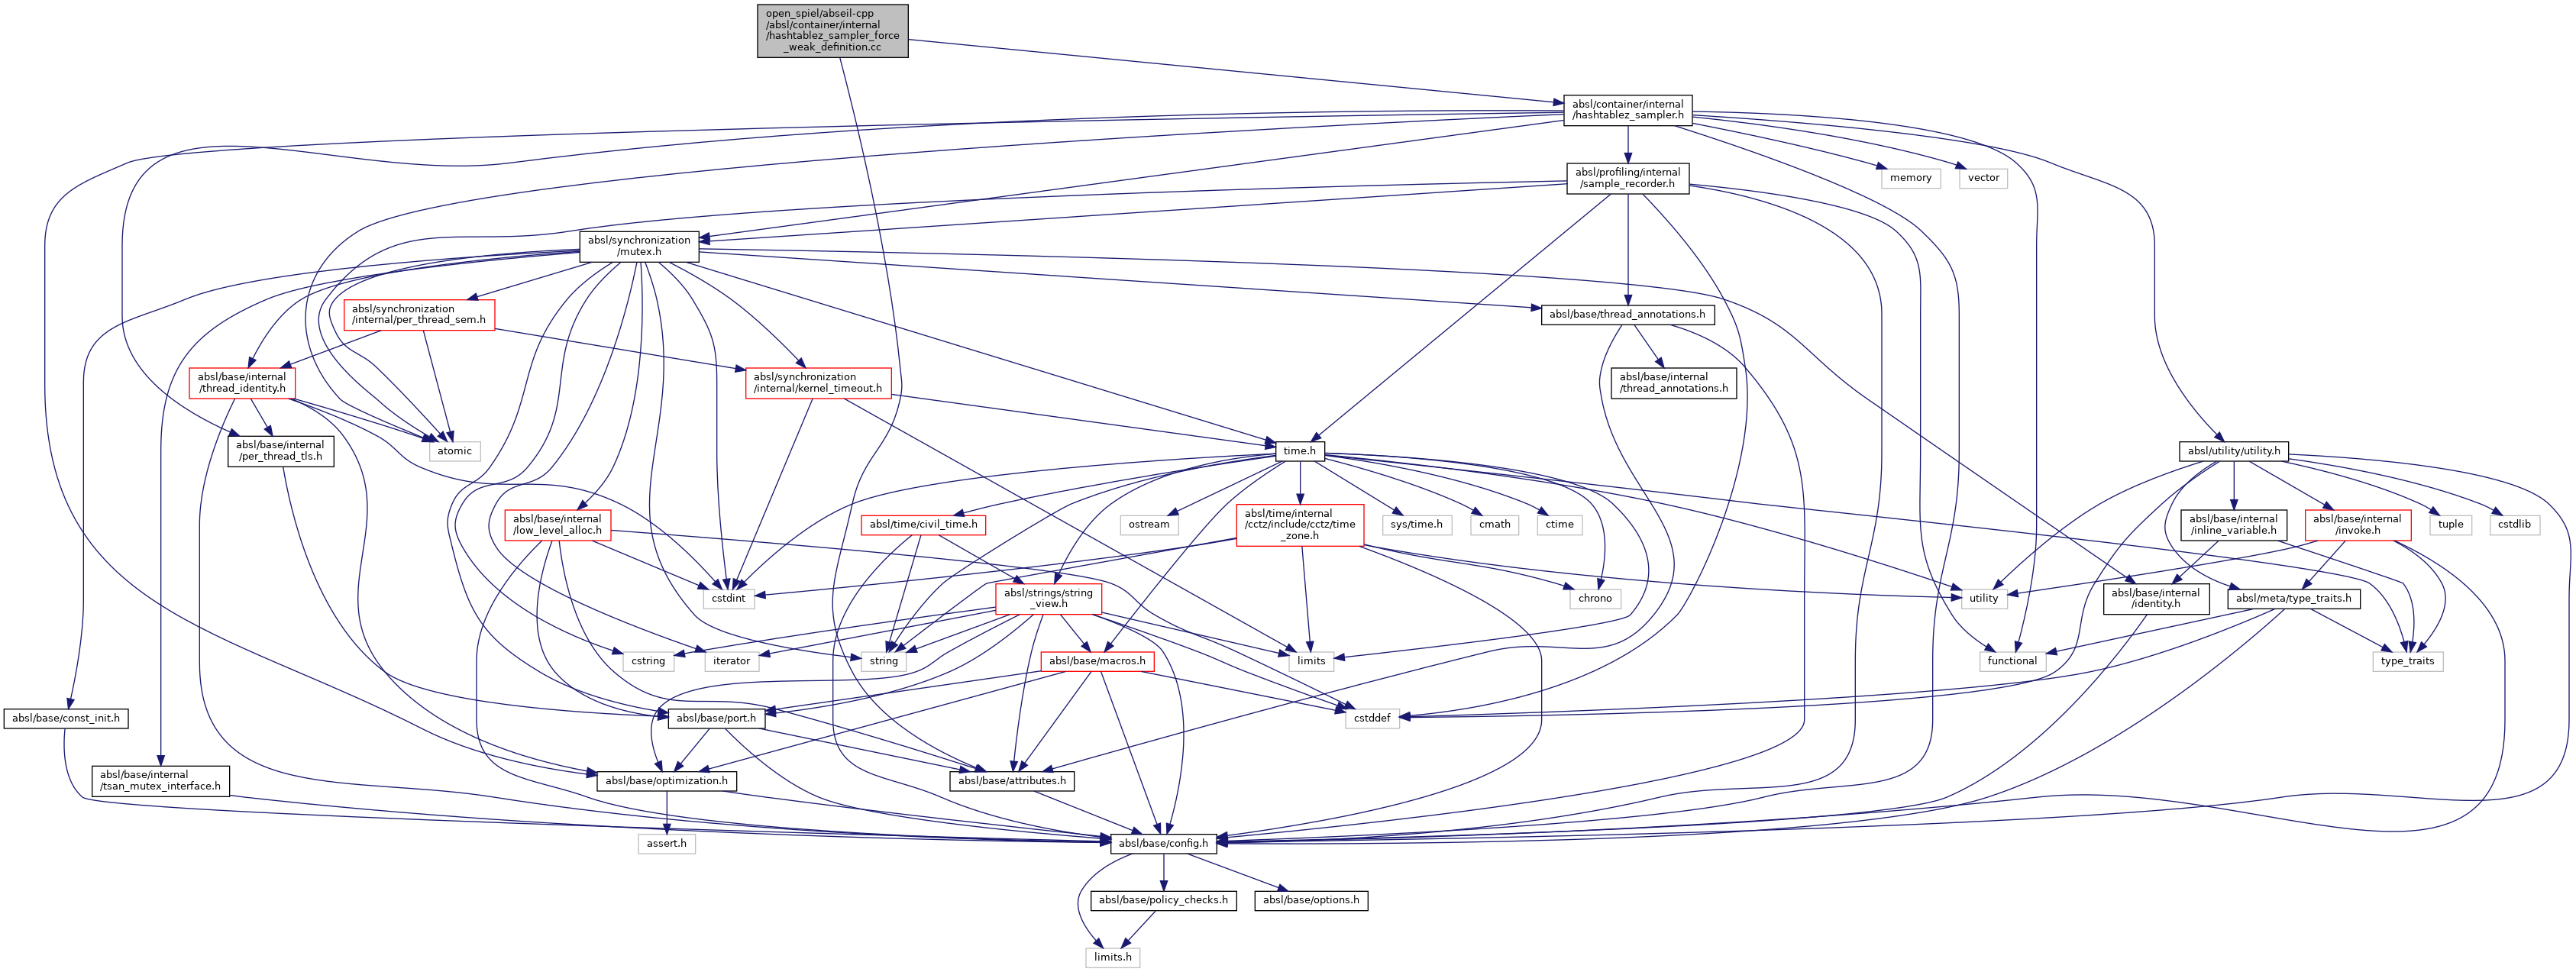 open_spiel/abseil-cpp
/absl/container/internal
/hashtablez_sampler_force
_weak_definition.cc
absl/container/internal
/hashtablez_sampler.h
absl/profiling/internal
/sample_recorder.h
memory
vector
absl/synchronization
/mutex.h
absl/synchronization
/internal/per_thread_sem.h
absl/base/thread_annotations.h
absl/base/internal
/thread_identity.h
absl/synchronization
/internal/kernel_timeout.h
absl/base/internal
/thread_annotations.h
absl/base/internal
/per_thread_tls.h
atomic
time.h
absl/utility/utility.h
absl/base/internal
/low_level_alloc.h
ostream
absl/time/civil_time.h
absl/time/internal
/cctz/include/cctz/time
_zone.h
sys/time.h
cmath
ctime
absl/base/internal
/inline_variable.h
absl/base/internal
/invoke.h
tuple
cstdlib
cstdint
absl/strings/string
_view.h
chrono
utility
absl/base/internal
/identity.h
absl/meta/type_traits.h
cstring
iterator
string
absl/base/macros.h
limits
functional
type_traits
absl/base/const_init.h
absl/base/port.h
cstddef
absl/base/internal
/tsan_mutex_interface.h
absl/base/optimization.h
absl/base/attributes.h
assert.h
absl/base/config.h
absl/base/policy_checks.h
absl/base/options.h
limits.h